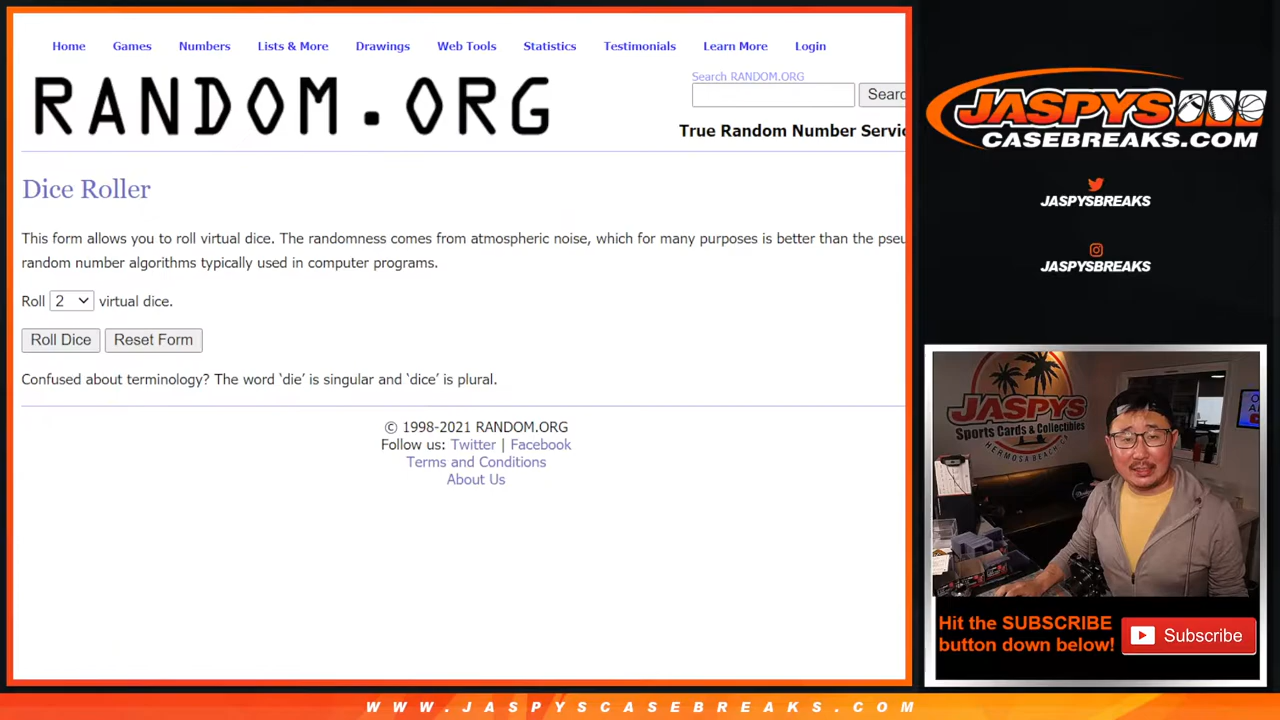 Home Games Numbers Lists & More Drawings Web Tools Statistics Testimonials Learn More Login
RANDOM.ORG
Search RANDOM.ORG
Searc
True Random Number Servic
Dice Roller
This form allows you to roll virtual dice. The randomness comes from atmospheric noise, which for many purposes is better than the pseu
random number algorithms typically used in computer programs.
Roll 2 virtual dice.
Roll Dice Reset Form
Confused about terminology? The word ‘die’ is singular and ‘dice’ is plural.
© 1998-2021 RANDOM.ORG
Follow us: Twitter | Facebook
Terms and Conditions
About Us
JASPYS
CASEBREAKS.COM
JASPYSBREAKS
JASPYSBREAKS
JASPYS
Sports Cards & Collectibles
HERMOSA BEACH, CA
Hit the SUBSCRIBE
button down below!
Subscribe
WWW.JASPYSCASEBREAKS.COM